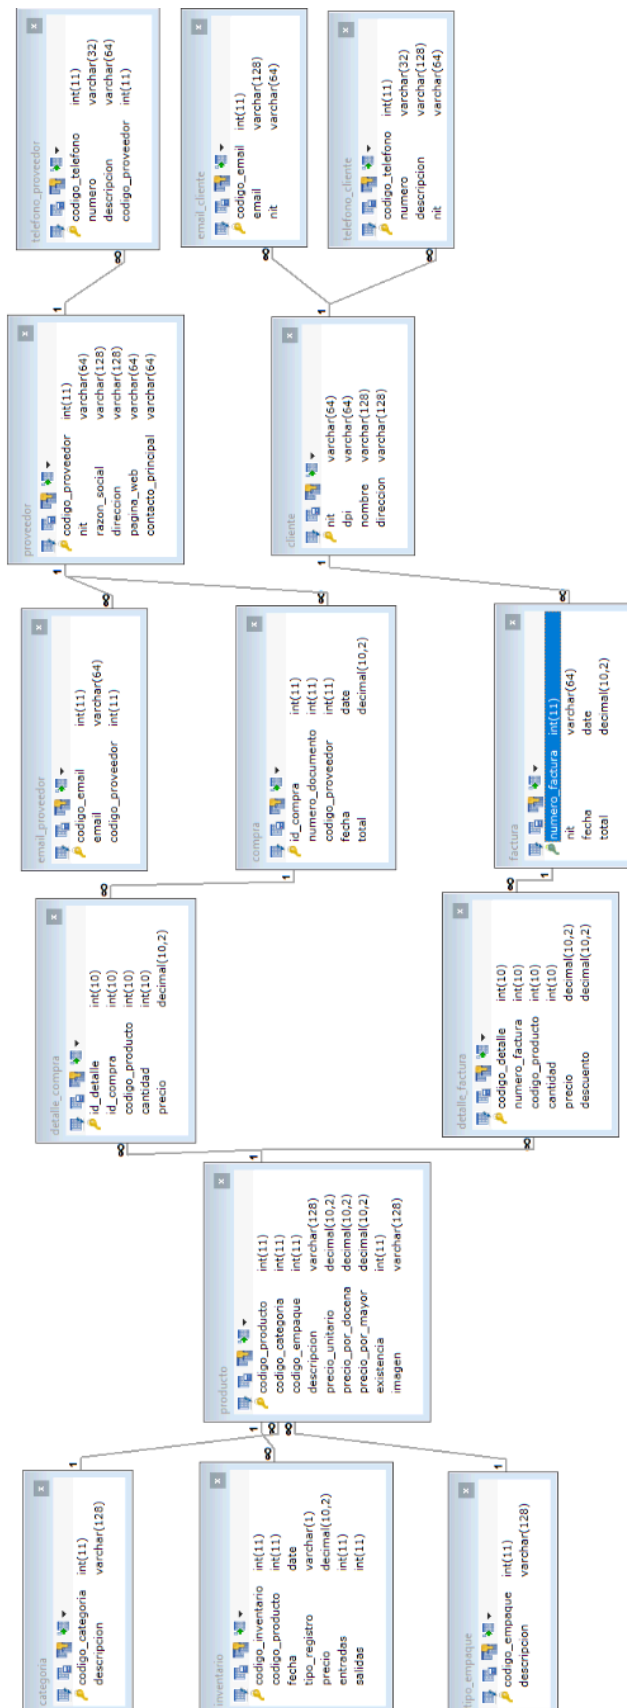 categoria
codigo_categoria int(11)
descripcion varchar(128)
inventario
codigo_inventario int(11)
codigo_producto int(11)
fecha date
tipo_registro varchar(1)
precio decimal(10,2)
entradas int(11)
salidas int(11)
tipo_empaque
codigo_empaque int(11)
descripcion varchar(128)
producto
codigo_producto int(11)
codigo_categoria int(11)
codigo_empaque int(11)
descripcion varchar(128)
precio_unitario decimal(10,2)
precio_por_docena decimal(10,2)
precio_por_mayor decimal(10,2)
existencia int(11)
imagen varchar(128)
detalle_compra
id_detalle int(10)
id_compra int(10)
codigo_producto int(10)
cantidad int(10)
precio decimal(10,2)
detalle_factura
codigo_detalle int(10)
numero_factura int(10)
codigo_producto int(10)
cantidad int(10)
precio decimal(10,2)
descuento decimal(10,2)
email_proveedor
codigo_email int(11)
email varchar(64)
codigo_proveedor int(11)
compra
id_compra int(11)
numero_documento int(11)
codigo_proveedor int(11)
fecha date
total decimal(10,2)
factura
numero_factura int(11)
nit varchar(64)
fecha date
total decimal(10,2)
proveedor
codigo_proveedor int(11)
nit varchar(64)
razon_social varchar(128)
direccion varchar(128)
pagina_web varchar(64)
contacto_principal varchar(64)
cliente
nit varchar(64)
dpi varchar(64)
nombre varchar(128)
direccion varchar(128)
telefono_proveedor
codigo_telefono int(11)
numero varchar(32)
descripcion varchar(64)
codigo_proveedor int(11)
email_cliente
codigo_email int(11)
email varchar(128)
nit varchar(64)
telefono_cliente
codigo_telefono int(11)
numero varchar(32)
descripcion varchar(128)
nit varchar(64)
1
∞
1
∞
1
∞
∞
1
∞
∞
1
∞
1
∞
1
∞
∞
1
∞
1
∞
1
∞
∞